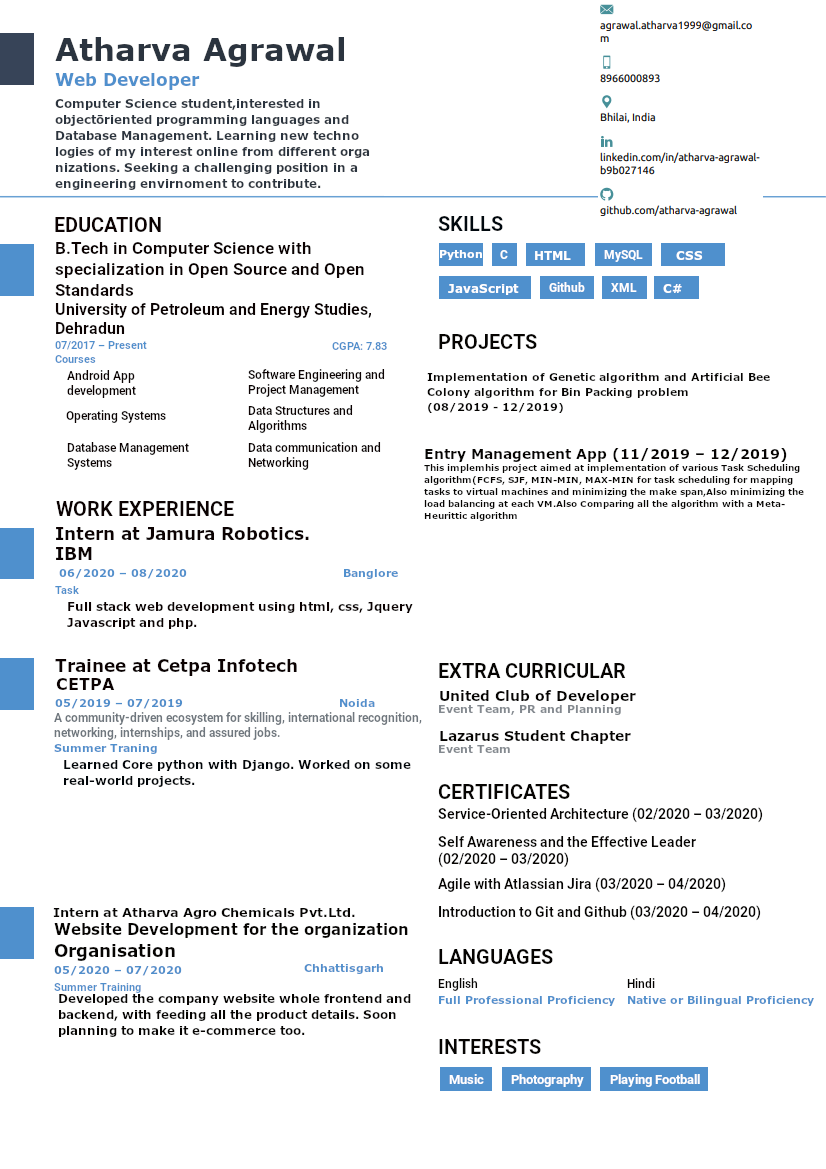 Atharva Agrawal
Web Developer
Computer Science student,interested in
objectōriented programming languages and
Database Management. Learning new techno
logies of my interest online from different orga
nizations. Seeking a challenging position in a
engineering envirnoment to contribute.
agrawal.atharva1999@gmail.co
m
8966000893
Bhilai, India
linkedin.com/in/atharva-agrawal-
b9b027146
github.com/atharva-agrawal
EDUCATION
B.Tech in Computer Science with
specialization in Open Source and Open
Standards
University of Petroleum and Energy Studies,
Dehradun
07/2017 – Present
CGPA: 7.83
Courses
Android App
development
Software Engineering and
Project Management
Operating Systems
Data Structures and
Algorithms
Database Management
Systems
Data communication and
Networking
WORK EXPERIENCE
Intern at Jamura Robotics.
IBM
06/2020 – 08/2020
Banglore
Task
Full stack web development using html, css, Jquery
Javascript and php.
Trainee at Cetpa Infotech
CETPA
05/2019 – 07/2019
Noida
A community-driven ecosystem for skilling, international recognition,
networking, internships, and assured jobs.
Summer Traning
Learned Core python with Django. Worked on some
real-world projects.
Intern at Atharva Agro Chemicals Pvt.Ltd.
Website Development for the organization
Organisation
05/2020 – 07/2020
Chhattisgarh
Summer Training
Developed the company website whole frontend and
backend, with feeding all the product details. Soon
planning to make it e-commerce too.
SKILLS
Python C HTML MySQL CSS
JavaScript Github XML C#
PROJECTS
Implementation of Genetic algorithm and Artificial Bee
Colony algorithm for Bin Packing problem
(08/2019 - 12/2019)
Entry Management App (11/2019 – 12/2019)
This implemhis project aimed at implementation of various Task Scheduling
algorithm(FCFS, SJF, MIN-MIN, MAX-MIN for task scheduling for mapping
tasks to virtual machines and minimizing the make span,Also minimizing the
load balancing at each VM.Also Comparing all the algorithm with a Meta-
Heurittic algorithm
EXTRA CURRICULAR
United Club of Developer
Event Team, PR and Planning
Lazarus Student Chapter
Event Team
CERTIFICATES
Service-Oriented Architecture (02/2020 – 03/2020)
Self Awareness and the Effective Leader
(02/2020 – 03/2020)
Agile with Atlassian Jira (03/2020 – 04/2020)
Introduction to Git and Github (03/2020 – 04/2020)
LANGUAGES
English
Full Professional Proficiency
Hindi
Native or Bilingual Proficiency
INTERESTS
Music Photography Playing Football